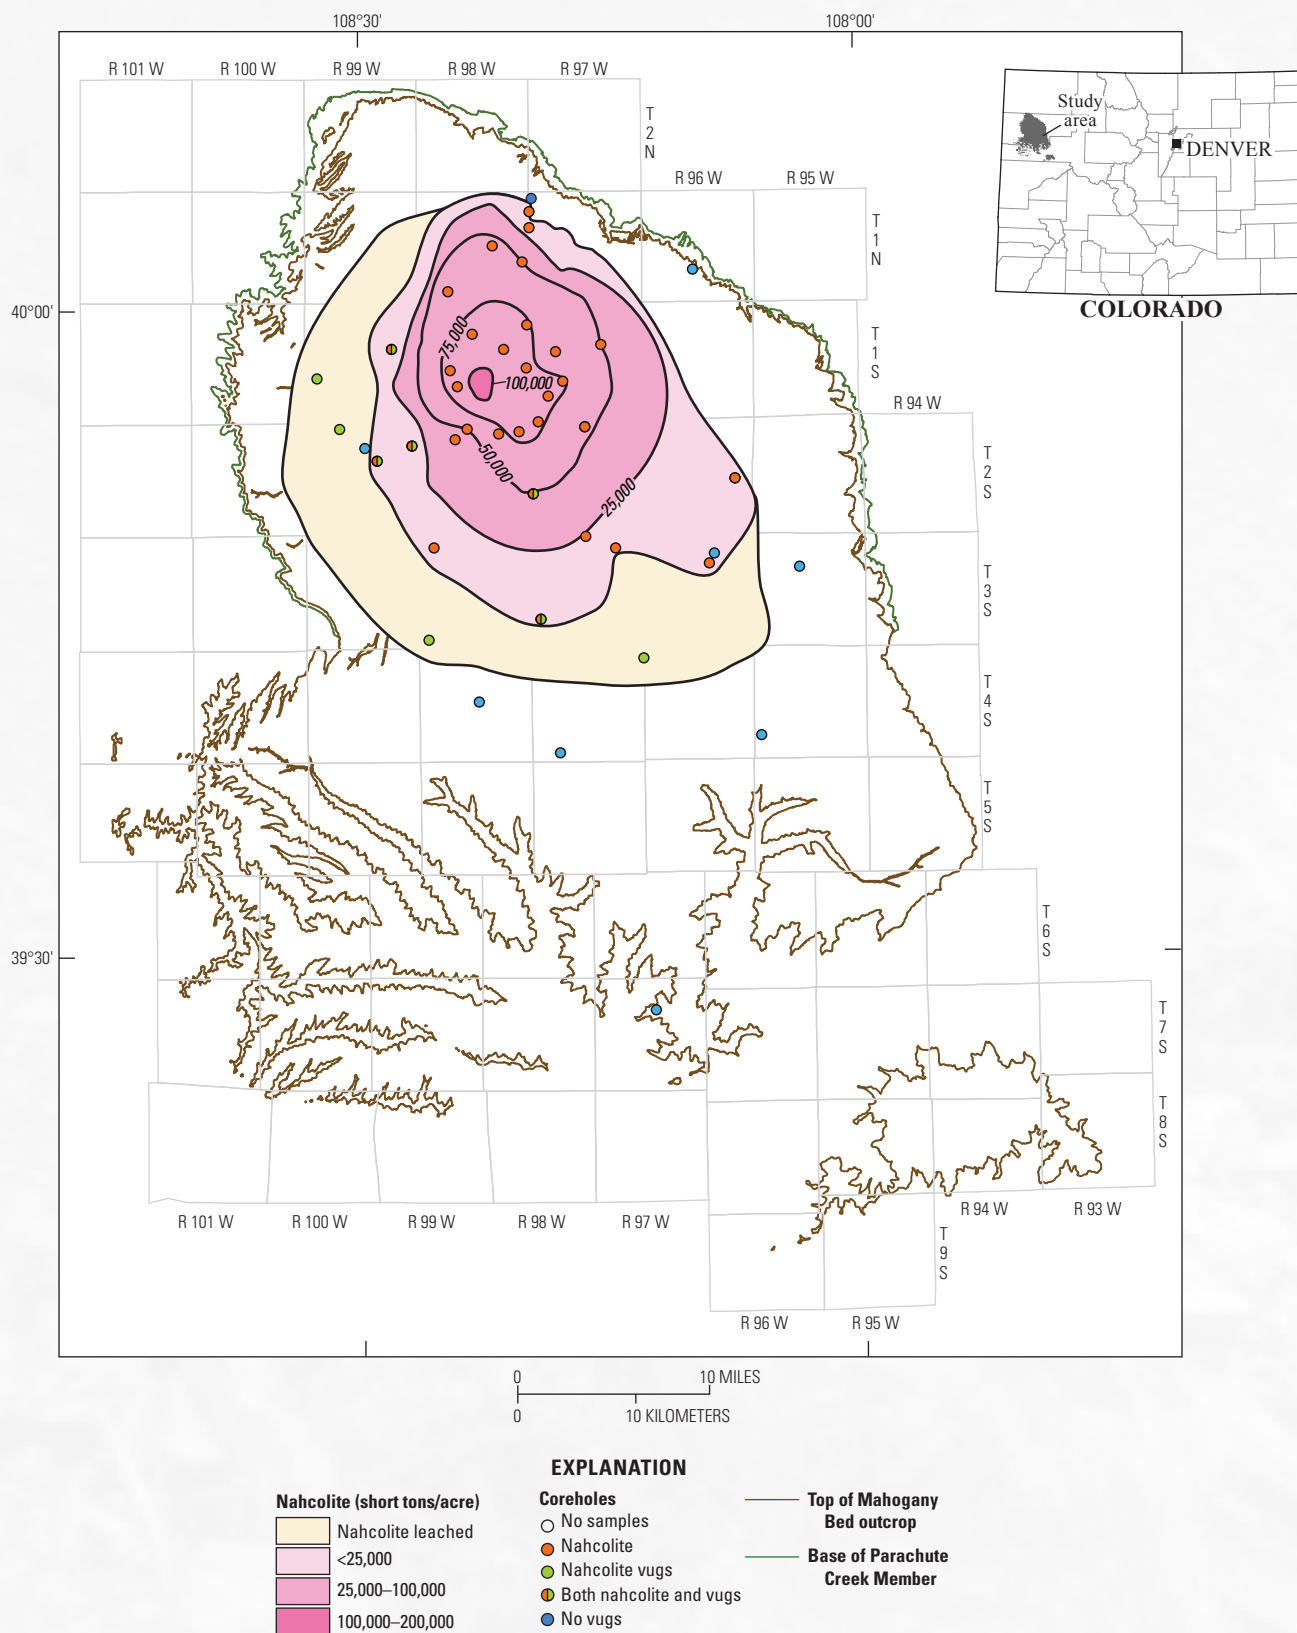 108°30'
108°00'
R 101 W
R 100 W
R 99 W
R 98 W
R 97 W
T
2
N
R 96 W
R 95 W
T
1
N
Study
area
DENVER
COLORADO
40°00'
T
1
S
75,000
100,000
R 94 W
50,000
25,000
T
2
S
T
3
S
T
4
S
T
5
S
T
6
S
39°30'
T
7
S
T
8
S
R 101 W
R 100 W
R 99 W
R 98 W
R 97 W
R 94 W
R 93 W
T
9
S
R 96 W
R 95 W
0
10 MILES
0
10 KILOMETERS
EXPLANATION
Nahcolite (short tons/acre)
Nahcolite leached
<25,000
25,000–100,000
100,000–200,000
Coreholes
No samples
Nahcolite
Nahcolite vugs
Both nahcolite and vugs
No vugs
Top of Mahogany
Bed outcrop
Base of Parachute
Creek Member